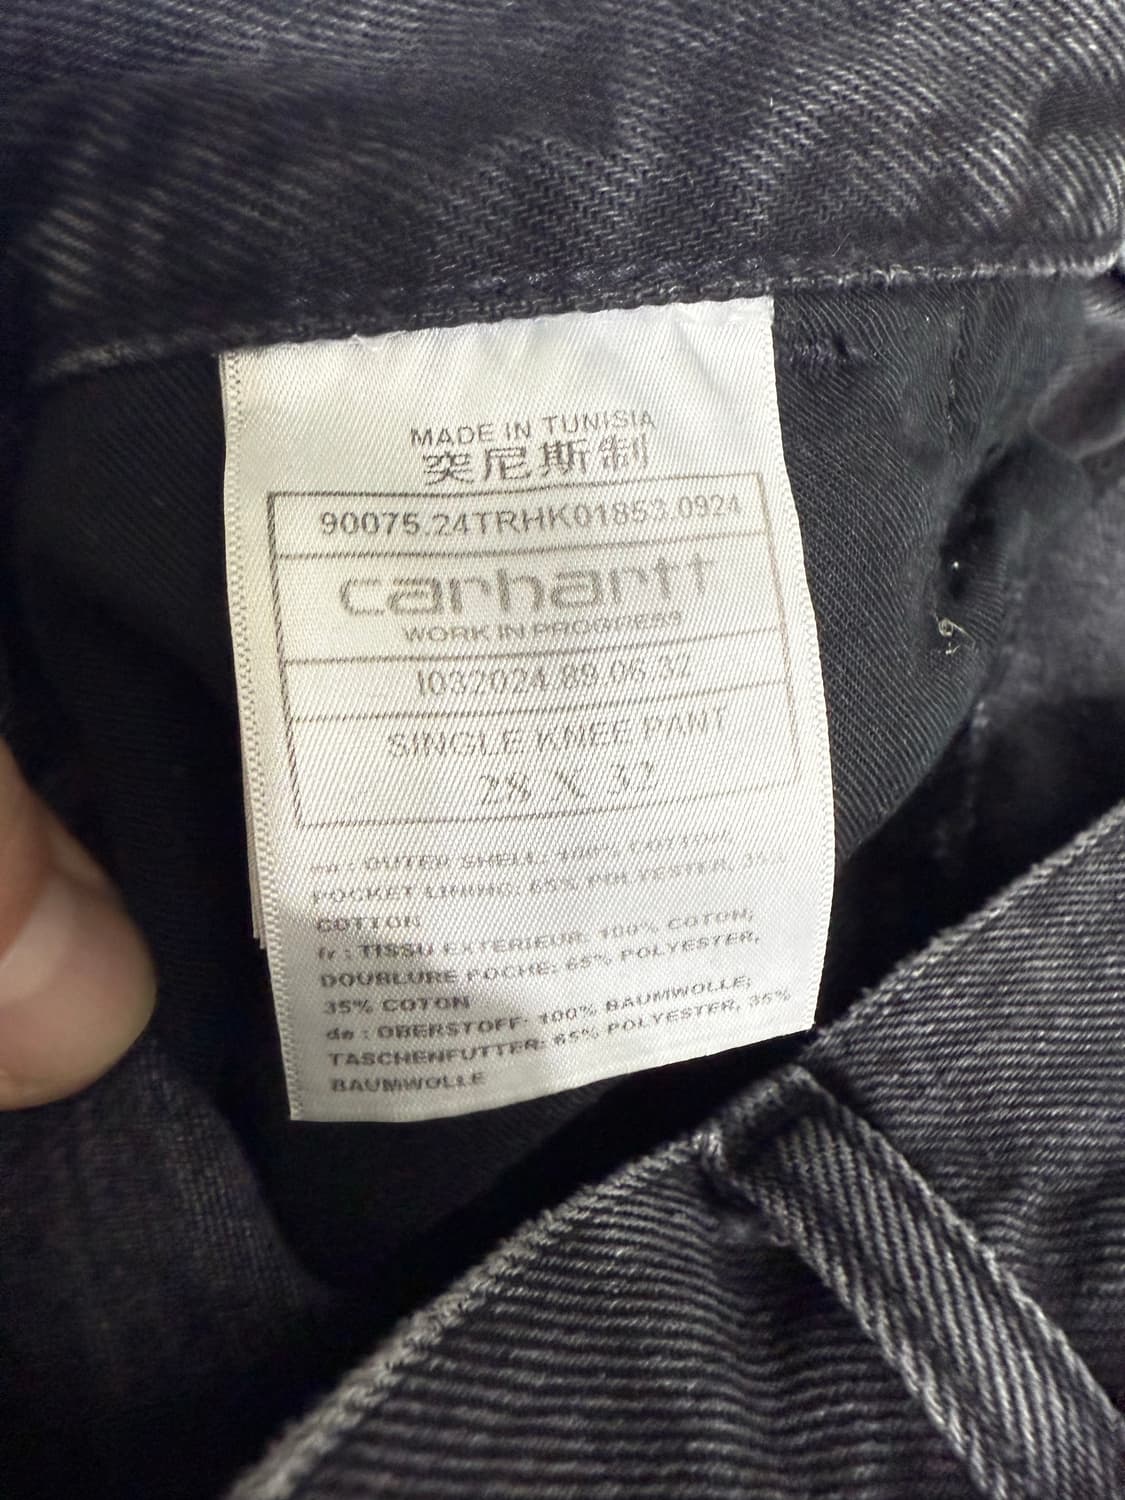 MADE IN TUNISIA
突尼斯制
90075.24TRHK01853.0924
carhartt
WORK IN PROGRESS
I032024.89.06.32
SINGLE KNEE PANT
28 X 32
en : OUTER SHELL: 100% COTTON;
POCKET LINING: 65% POLYESTER, 35%
COTTON
fr : TISSU EXTERIEUR: 100% COTON;
DOUBLURE POCHE: 65% POLYESTER,
35% COTON
de : OBERSTOFF: 100% BAUMWOLLE;
TASCHENFUTTER: 65% POLYESTER, 35%
BAUMWOLLE